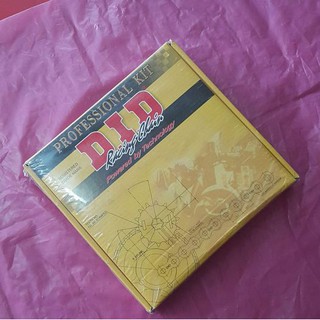 PROFESSIONAL KIT
DID
Racing Chain
Powered by Technology